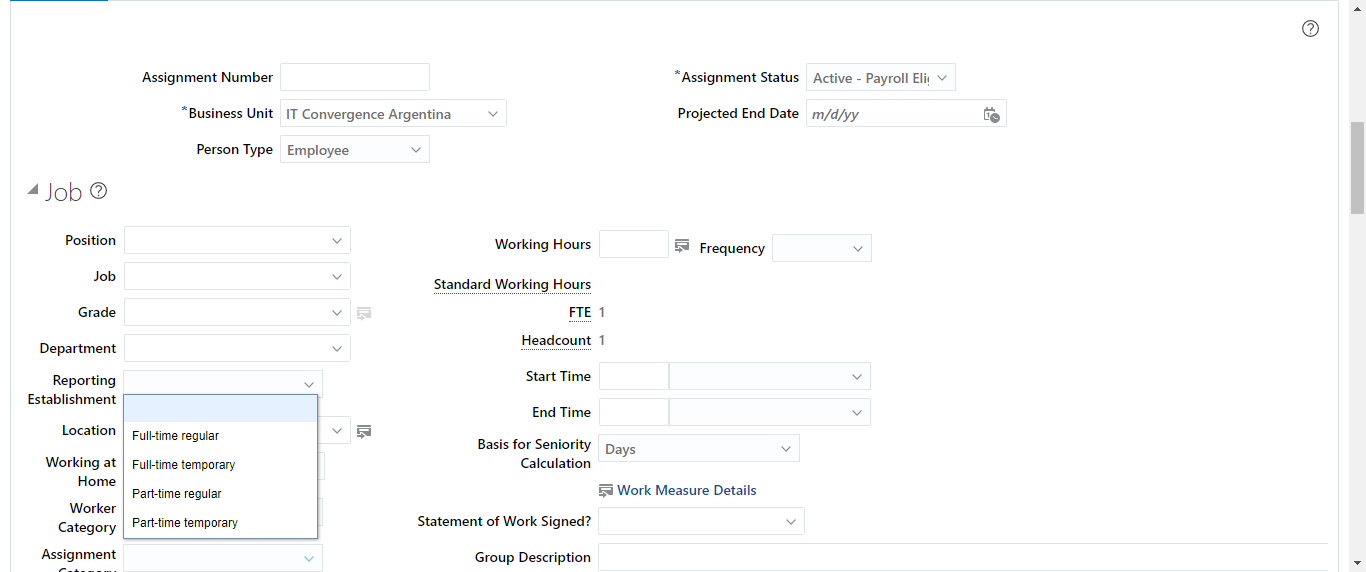 Assignment Number
*Assignment Status Active - Payroll Eli
*Business Unit IT Convergence Argentina
Projected End Date m/d/yy
Person Type Employee
Job
Position
Working Hours
Frequency
Job
Standard Working Hours
Grade
FTE 1
Headcount 1
Department
Reporting
Establishment
Start Time
End Time
Location
Full-time regular
Full-time temporary
Part-time regular
Part-time temporary
Basis for Seniority
Calculation
Days
Working at
Home
Work Measure Details
Worker
Category
Statement of Work Signed?
Assignment
Category
Group Description